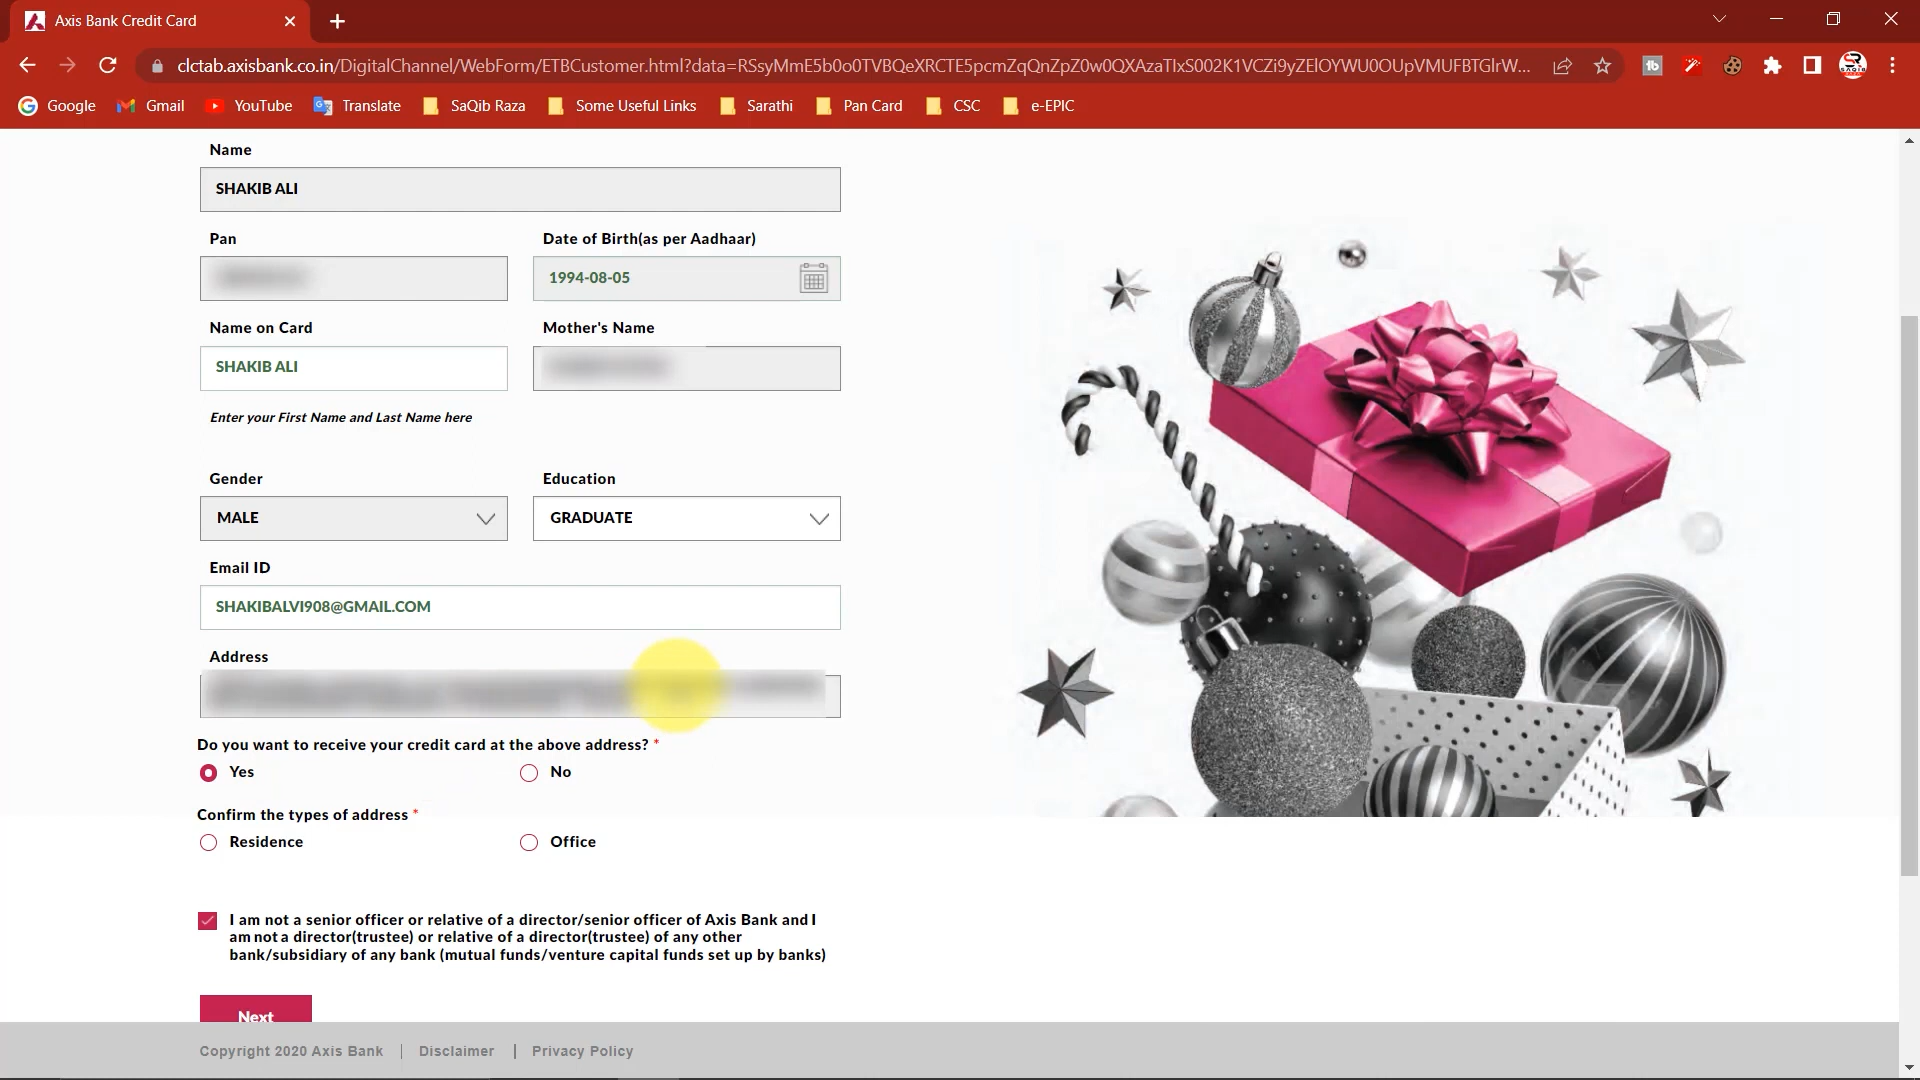 Axis Bank Credit Card
clctab.axisbank.co.in/DigitalChannel/WebForm/ETBCustomer.html?data=RSsyMmE5b0o0TVBQeXRCTE5pcmZqQnZpZ0w0QXAzaTIxS002K1VCZi9yZElOYWU0OUpVMUFBTGlrW...
Google Gmail YouTube Translate SaQib Raza Some Useful Links Sarathi Pan Card CSC e-EPIC
Name
SHAKIB ALI
Pan Date of Birth(as per Aadhaar)
1994-08-05
Name on Card Mother's Name
SHAKIB ALI
Enter your First Name and Last Name here
Gender Education
MALE GRADUATE
Email ID
SHAKIBALVI908@GMAIL.COM
Address
Do you want to receive your credit card at the above address? *
Yes No
Confirm the types of address *
Residence Office
I am not a senior officer or relative of a director/senior officer of Axis Bank and I
am not a director(trustee) or relative of a director(trustee) of any other
bank/subsidiary of any bank (mutual funds/venture capital funds set up by banks)
Next
Copyright 2020 Axis Bank | Disclaimer | Privacy Policy